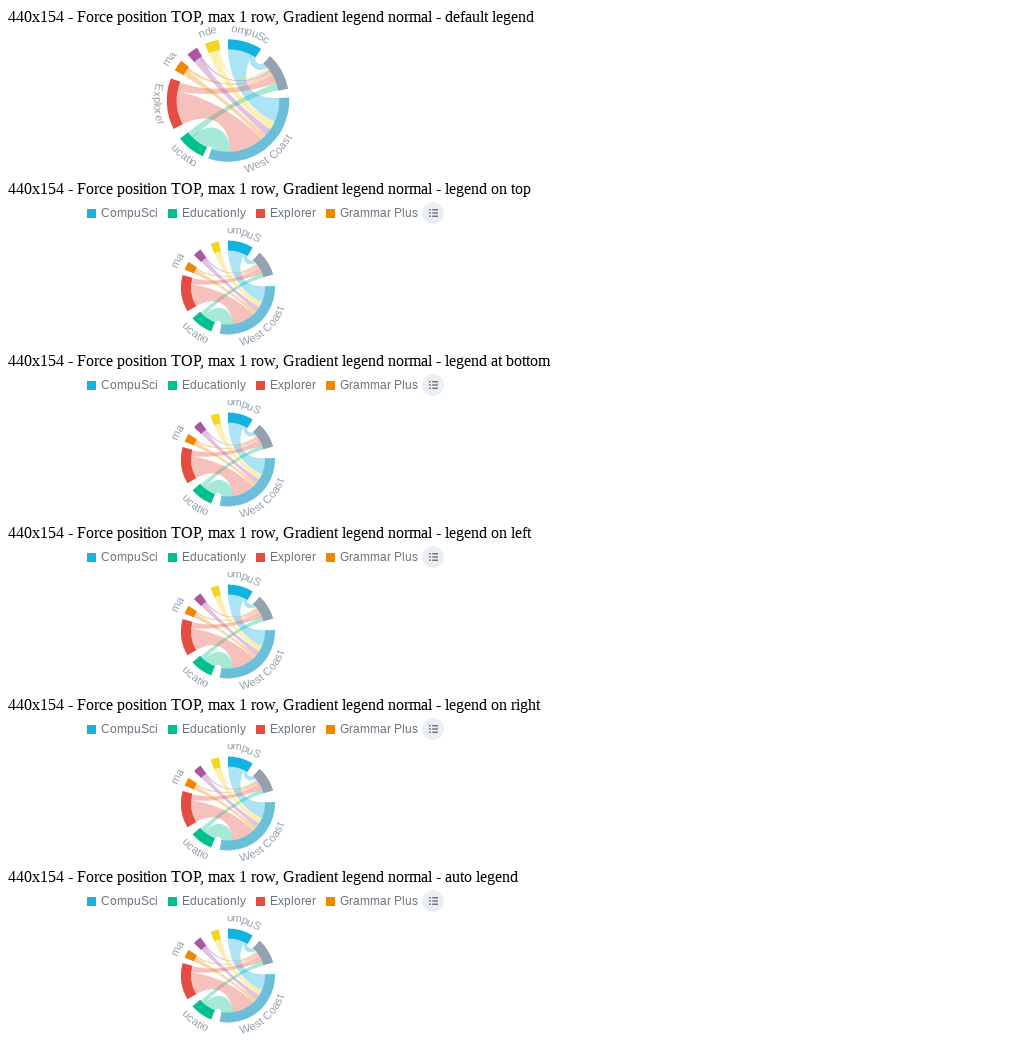 440x154 - Force position TOP, max 1 row, Gradient legend normal - default legend
nde
ompuSc
ma
Explorer
ucatio
West Coast
440x154 - Force position TOP, max 1 row, Gradient legend normal - legend on top
CompuSci Educationly Explorer Grammar Plus
ompuS
ma
ucatio
West Coast
440x154 - Force position TOP, max 1 row, Gradient legend normal - legend at bottom
CompuSci Educationly Explorer Grammar Plus
ompuS
ma
ucatio
West Coast
440x154 - Force position TOP, max 1 row, Gradient legend normal - legend on left
CompuSci Educationly Explorer Grammar Plus
ompuS
ma
ucatio
West Coast
440x154 - Force position TOP, max 1 row, Gradient legend normal - legend on right
CompuSci Educationly Explorer Grammar Plus
ompuS
ma
ucatio
West Coast
440x154 - Force position TOP, max 1 row, Gradient legend normal - auto legend
CompuSci Educationly Explorer Grammar Plus
ompuS
ma
ucatio
West Coast